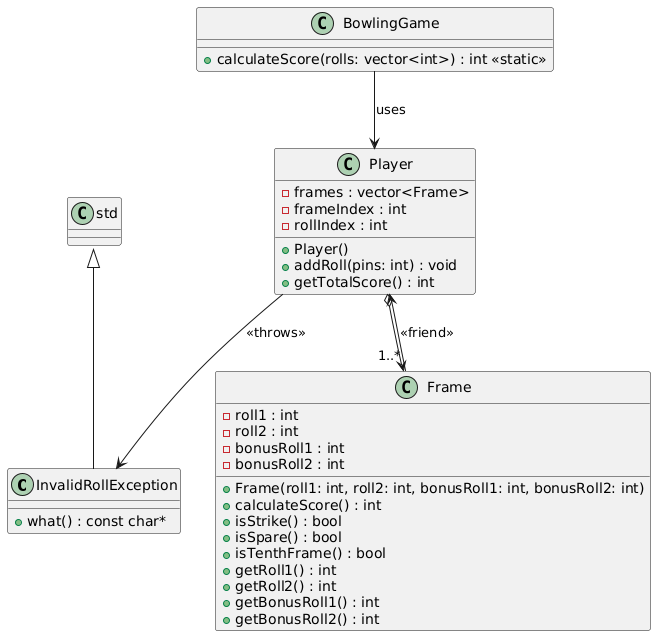 C BowlingGame
calculateScore(rolls: vector<int>) : int «static»
uses
C Player
frames : vector<Frame>
frameIndex : int
rollIndex : int
Player()
addRoll(pins: int) : void
getTotalScore() : int
C std
«throws»
«friend»
1..*
C Frame
roll1 : int
roll2 : int
bonusRoll1 : int
bonusRoll2 : int
Frame(roll1: int, roll2: int, bonusRoll1: int, bonusRoll2: int)
calculateScore() : int
isStrike() : bool
isSpare() : bool
isTenthFrame() : bool
getRoll1() : int
getRoll2() : int
getBonusRoll1() : int
getBonusRoll2() : int
C InvalidRollException
what() : const char*